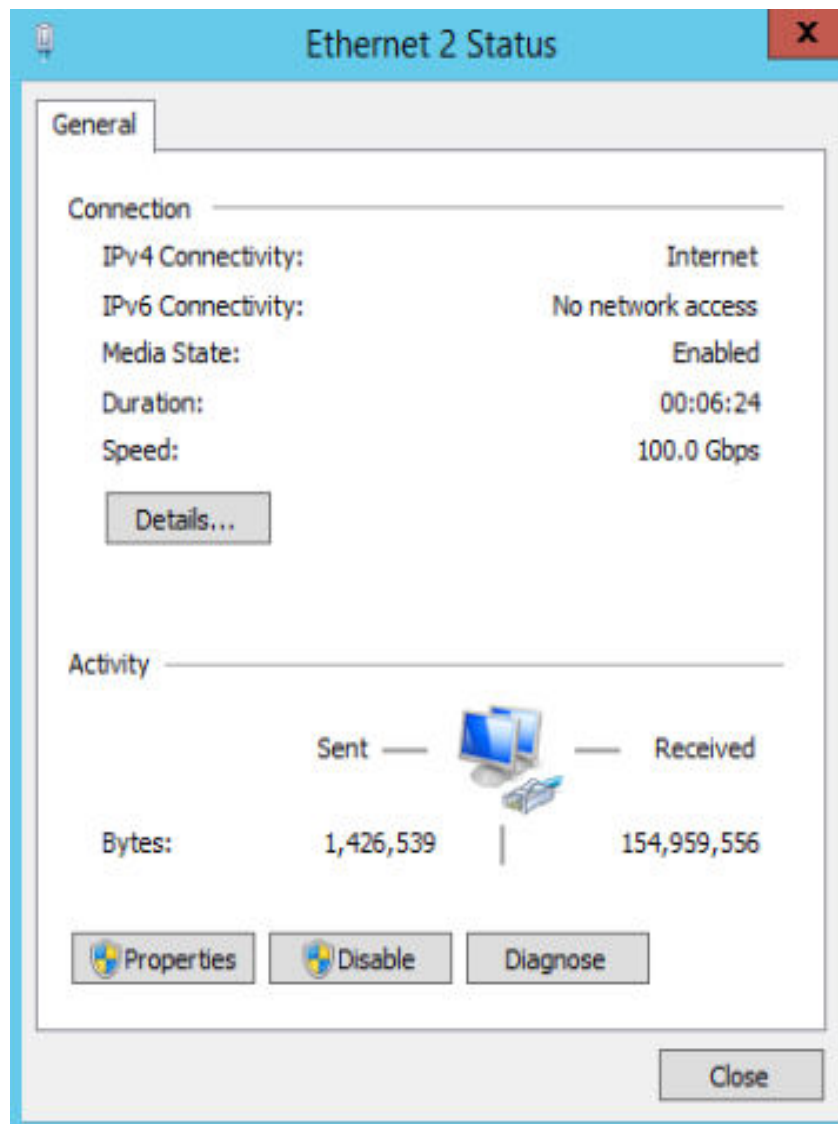 Ethernet 2 Status
x
General
Connection
IPv4 Connectivity: Internet
IPv6 Connectivity: No network access
Media State: Enabled
Duration: 00:06:24
Speed: 100.0 Gbps
Details...
Activity
Sent Received
Bytes: 1,426,539 154,959,556
Properties Disable Diagnose
Close